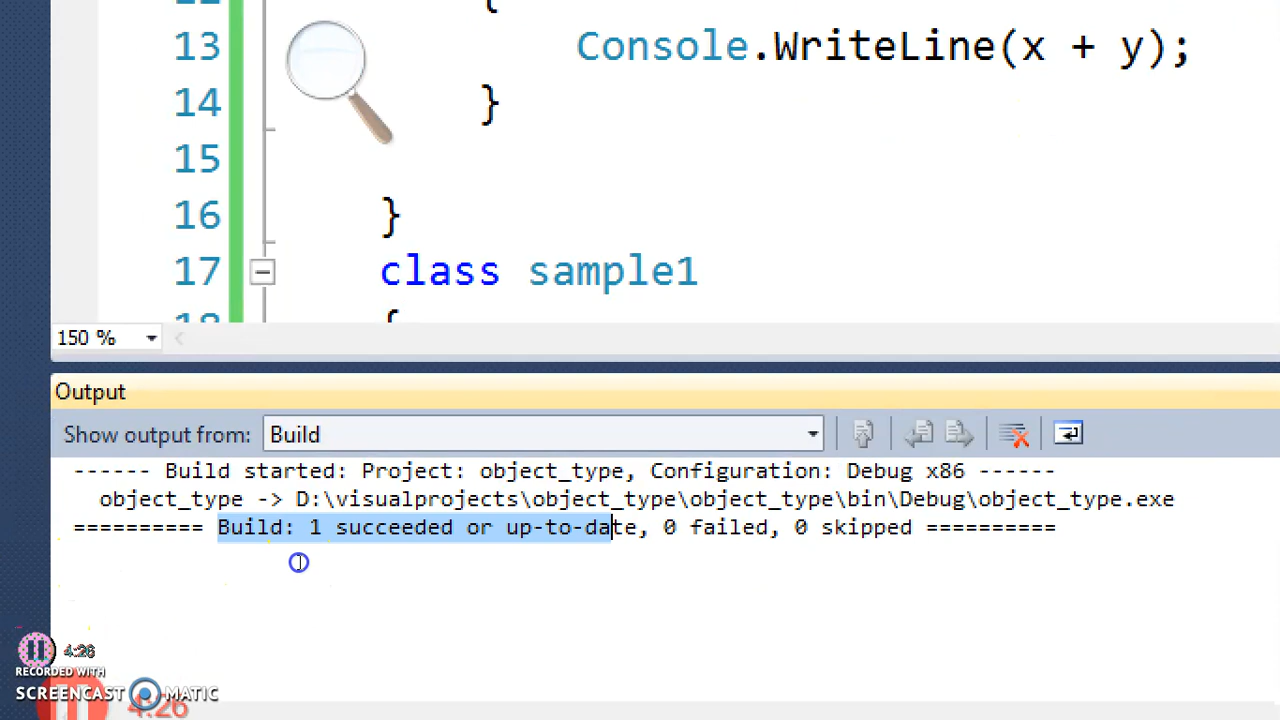 {
13 Console.WriteLine(x + y);
14 }
15
16 }
17 class sample1
18 {
150 %
Output
Show output from: Build
------ Build started: Project: object_type, Configuration: Debug x86 ------
object_type -> D:\visualprojects\object_type\object_type\bin\Debug\object_type.exe
========== Build: 1 succeeded or up-to-date, 0 failed, 0 skipped ==========
4:26
RECORDED WITH
SCREENCAST MATIC
4:26